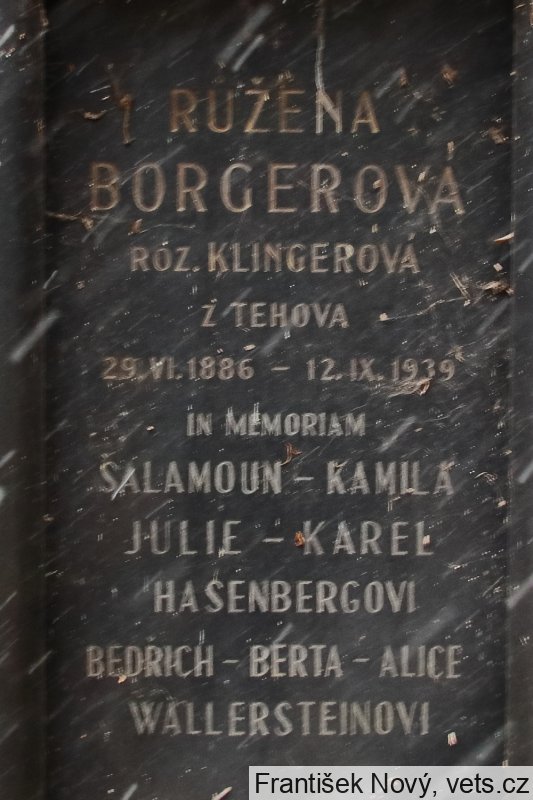 RŮŽENA
BORGEROVÁ
ROZ. KLINGEROVÁ
Z TEHOVA
29.VI.1886 – 12.IX.1939
IN MEMORIAM
ŠALAMOUN – KAMILA
JULIE – KAREL
HASENBERGOVI
BEDŘICH – BERTA – ALICE
WALLERSTEINOVI
František Nový, vets.cz